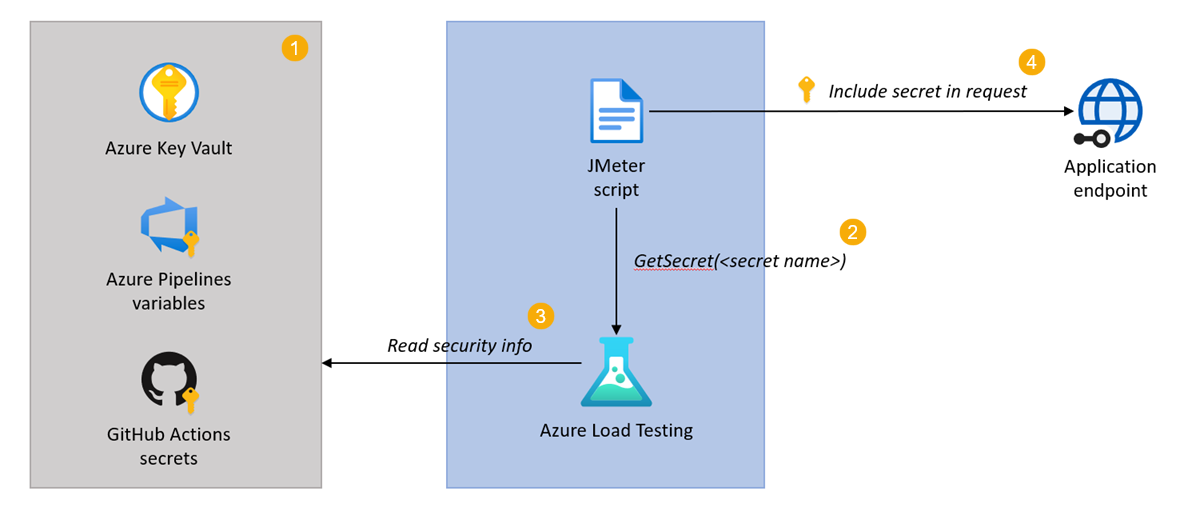 1
Azure Key Vault
Azure Pipelines
variables
GitHub Actions
secrets
JMeter
script
2
GetSecret(<secret name>)
3
Read security info
Azure Load Testing
4
Include secret in request
Application
endpoint